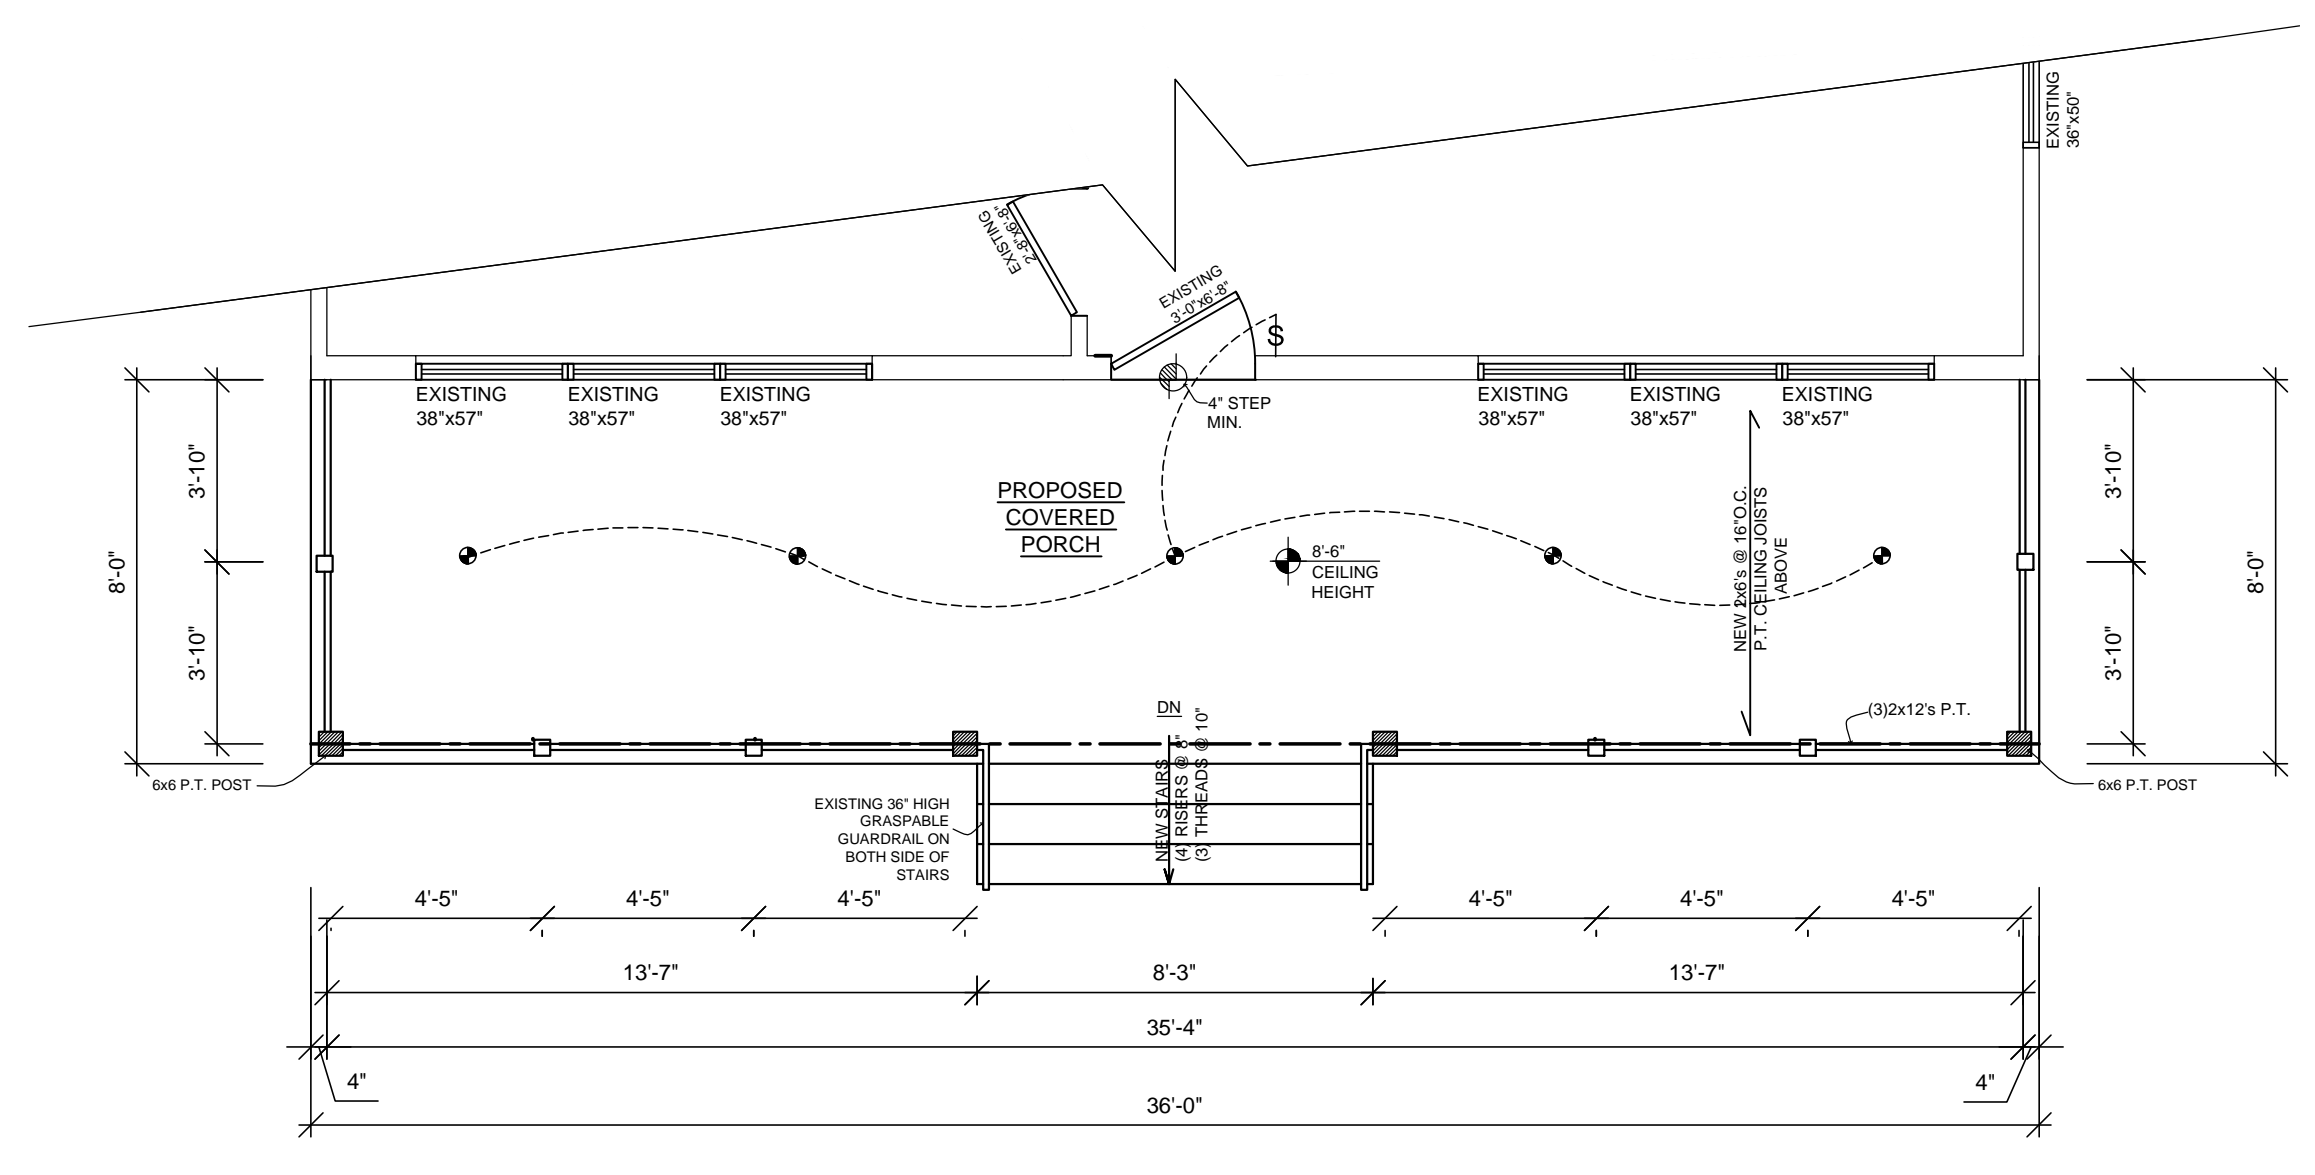 EXISTING
36"x50"
EXISTING
2'-8"x6'-8"
EXISTING
3'-0"x6'-8"
$
EXISTING
38"x57"
EXISTING
38"x57"
EXISTING
38"x57"
4" STEP
MIN.
EXISTING
38"x57"
EXISTING
38"x57"
EXISTING
38"x57"
3'-10"
3'-10"
8'-0"
PROPOSED
COVERED
PORCH
8'-6"
CEILING
HEIGHT
NEW 2x6's @ 16"O.C.
P.T. CEILING JOISTS
ABOVE
3'-10"
3'-10"
8'-0"
(3)2x12's P.T.
DN
NEW STAIRS
(4) RISERS @ 8"
(3) THREADS @ 10"
6x6 P.T. POST
6x6 P.T. POST
EXISTING 36" HIGH
GRASPABLE
GUARDRAIL ON
BOTH SIDE OF
STAIRS
4'-5" 4'-5" 4'-5" 4'-5" 4'-5" 4'-5"
13'-7" 8'-3" 13'-7"
35'-4"
4" 4"
36'-0"